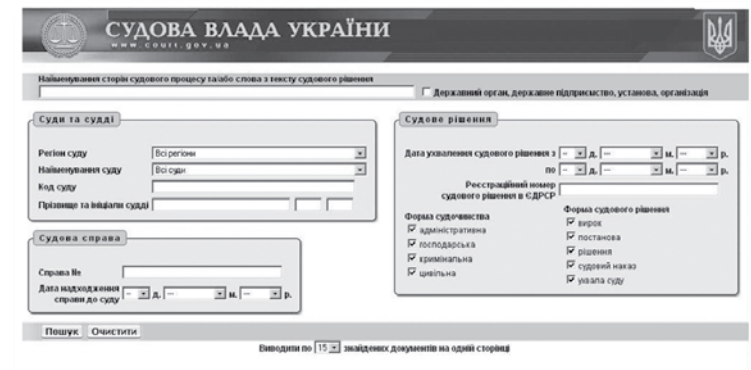 СУДОВА ВЛАДА УКРАЇНИ
www.court.gov.ua
Найменування сторін судового процесу та/або слова з тексту судового рішення
Державний орган, державне підприємство, установа, організація
Суди та судді
Регіон суду Всі регіони
Найменування суду Всі суди
Код суду
Прізвище та ініціали судді
Судова справа
Справа №
Дата надходження
справи до суду -- д. --- м. --- р.
Судове рішення
Дата ухвалення судового рішення з -- д. --- м. --- р.
по -- д. --- м. --- р.
Реєстраційний номер
судового рішення в ЄДРСР
Форма судочинства
адміністративна
господарська
кримінальна
цивільна
Форма судового рішення
вирок
постанова
рішення
судовий наказ
ухвала суду
Пошук Очистити
Виводити по 15 знайдених документів на одній сторінці